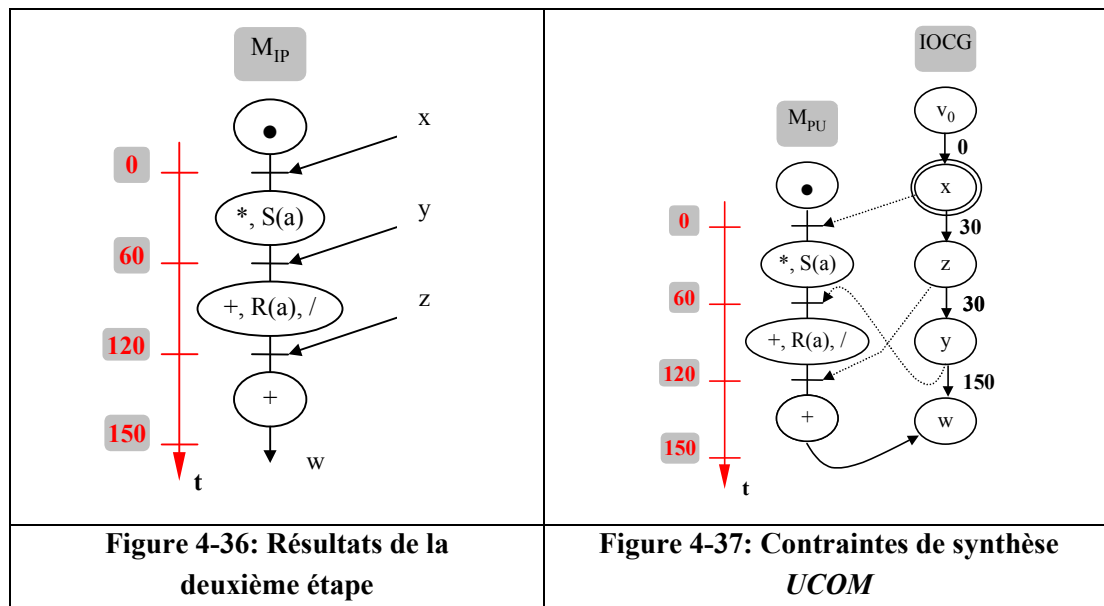 M_IP
x
0
*, S(a)
y
60
+, R(a), /
z
120
+
150
w
t
Figure 4-36: Résultats de la
deuxième étape
IOCG
v_0
M_PU
0
x
0
30
*, S(a)
z
60
30
+, R(a), /
y
120
150
+
w
150
t
Figure 4-37: Contraintes de synthèse
UCOM